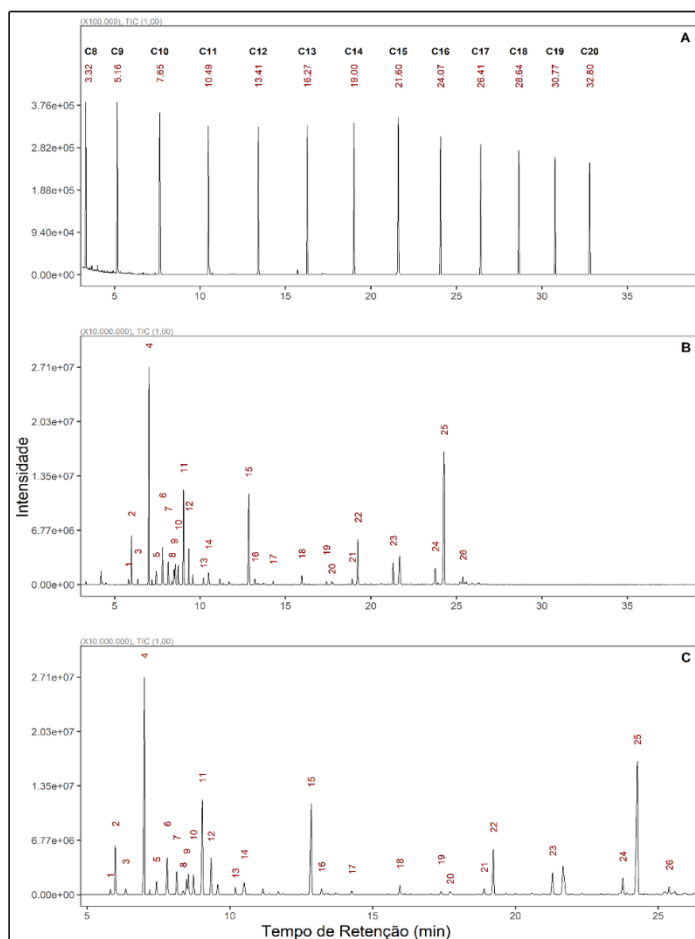 (X100.000), TIC (1,00)
A
C8 C9 C10 C11 C12 C13 C14 C15 C16 C17 C18 C19 C20
3.32 5.16 7.65 10.49 13.41 16.27 19.00 21.60 24.07 26.41 28.64 30.77 32.80
3.76e+05
2.82e+05
1.88e+05
9.40e+04
0.00e+00
5 10 15 20 25 30 35
(X10.000.000), TIC (1,00)
B
2.71e+07
2.03e+07
1.35e+07
6.77e+06
0.00e+00
1 2 3 4 5 6 7 8 9 10 11 12 13 14 15 16 17 18 19 20 21 22 23 24 25 26
5 10 15 20 25 30 35
Intensidade
(X10.000.000), TIC (1,00)
C
2.71e+07
2.03e+07
1.35e+07
6.77e+06
0.00e+00
1 2 3 4 5 6 7 8 9 10 11 12 13 14 15 16 17 18 19 20 21 22 23 24 25 26
5 10 15 20 25
Tempo de Retenção (min)